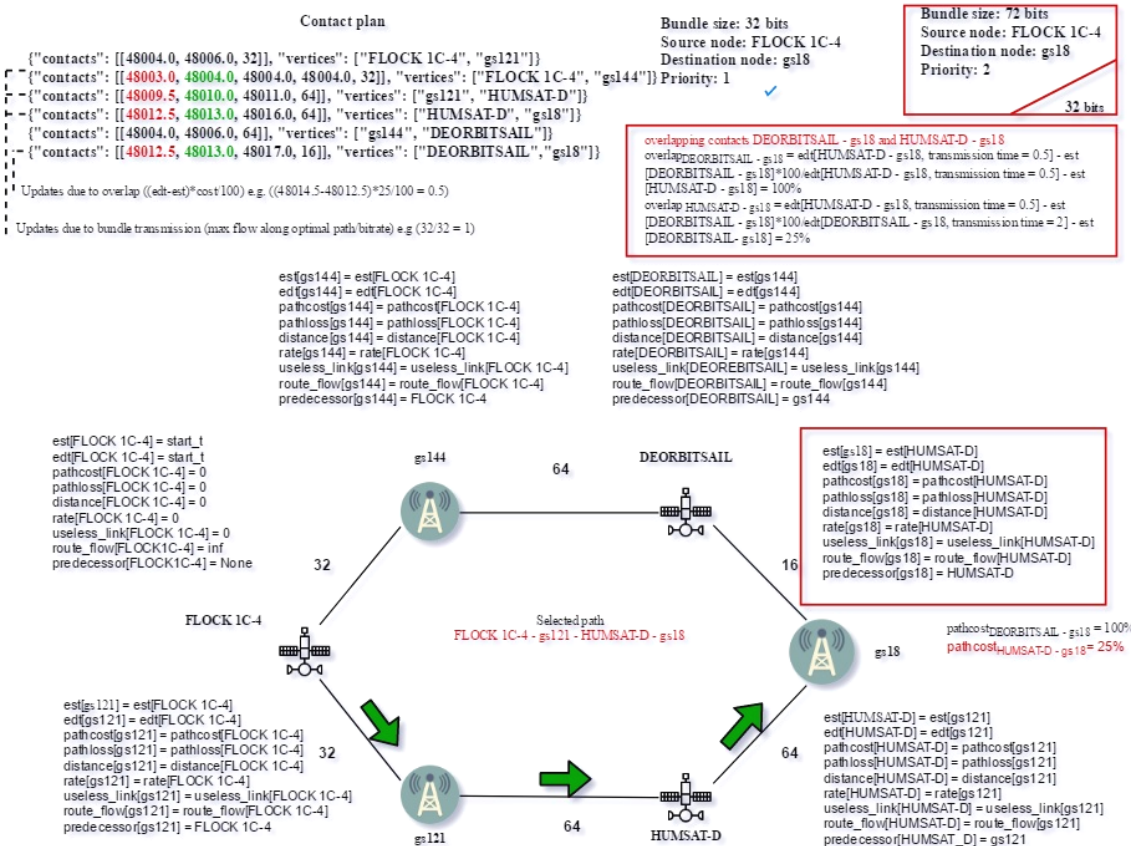 Contact plan
{"contacts": [[48004.0, 48006.0, 32]], "vertices": ["FLOCK 1C-4", "gs121"]}
{"contacts": [[48003.0, 48004.0, 48004.0, 48004.0, 32]], "vertices": ["FLOCK 1C-4", "gs144"]}
{"contacts": [[48009.5, 48010.0, 48011.0, 64]], "vertices": ["gs121", "HUMSAT-D"]}
{"contacts": [[48012.5, 48013.0, 48016.0, 64]], "vertices": ["HUMSAT-D", "gs18"]}
{"contacts": [[48004.0, 48006.0, 64]], "vertices": ["gs144", "DEORBITSAIL"]}
{"contacts": [[48012.5, 48013.0, 48017.0, 16]], "vertices": ["DEORBITSAIL","gs18"]}
Updates due to overlap ((edt-est)*cost/100) e.g. ((48014.5-48012.5)*25/100 = 0.5)
Updates due to bundle transmission (max flow along optimal path/bitrate) e.g (32/32 = 1)
Bundle size: 32 bits
Source node: FLOCK 1C-4
Destination node: gs18
Priority: 1
Bundle size: 72 bits
Source node: FLOCK 1C-4
Destination node: gs18
Priority: 2
32 bits
overlapping contacts DEORBITSAIL - gs18 and HUMSAT-D - gs18
overlap DEORBITSAIL - gs18 = edt[HUMSAT-D - gs18, transmission time = 0.5] - est
[DEORBITSAIL - gs18]*100/edt[HUMSAT-D - gs18, transmission time = 0.5] - est
[HUMSAT-D - gs18] = 100%
overlap HUMSAT-D - gs18 = edt[HUMSAT-D - gs18, transmission time = 0.5] - est
[DEORBITSAIL - gs18]*100/edt[DEORBITSAIL - gs18, transmission time = 2] - est
[DEORBITSAIL- gs18] = 25%
est[gs144] = est[FLOCK 1C-4]
edt[gs144] = edt[FLOCK 1C-4]
pathcost[gs144] = pathcost[FLOCK 1C-4]
pathloss[gs144] = pathloss[FLOCK 1C-4]
distance[gs144] = distance[FLOCK 1C-4]
rate[gs144] = rate[FLOCK 1C-4]
useless_link[gs144] = useless_link[FLOCK 1C-4]
route_flow[gs144] = route_flow[FLOCK 1C-4]
predecessor[gs144] = FLOCK 1C-4
est[DEORBITSAIL] = est[gs144]
edt[DEORBITSAIL] = edt[gs144]
pathcost[DEORBITSAIL] = pathcost[gs144]
pathloss[DEORBITSAIL] = pathloss[gs144]
distance[DEORBITSAIL] = distance[gs144]
rate[DEORBITSAIL] = rate[gs144]
useless_link[DEOREBITSAIL] = useless_link[gs144]
route_flow[DEORBITSAIL] = route_flow[gs144]
predecessor[DEORBITSAIL] = gs144
est[FLOCK 1C-4] = start_t
edt[FLOCK 1C-4] = start_t
pathcost[FLOCK 1C-4] = 0
pathloss[FLOCK 1C-4] = 0
distance[FLOCK 1C-4] = 0
rate[FLOCK 1C-4] = 0
useless_link[FLOCK 1C-4] = 0
route_flow[FLOCK1C-4] = inf
predecessor[FLOCK1C-4] = None
gs144
64
DEORBITSAIL
est[gs18] = est[HUMSAT-D]
edt[gs18] = edt[HUMSAT-D]
pathcost[gs18] = pathcost[HUMSAT-D]
pathloss[gs18] = pathloss[HUMSAT-D]
distance[gs18] = distance[HUMSAT-D]
rate[gs18] = rate[HUMSAT-D]
useless_link[gs18] = useless_link[HUMSAT-D]
route_flow[gs18] = route_flow[HUMSAT-D]
predecessor[gs18] = HUMSAT-D
32
16
FLOCK 1C-4
Selected path
FLOCK 1C-4 - gs121 - HUMSAT-D - gs18
gs18
pathcost DEORBITSAIL - gs18 = 100%
pathcost HUMSAT-D - gs18 = 25%
est[gs121] = est[FLOCK 1C-4]
edt[gs121] = edt[FLOCK 1C-4]
pathcost[gs121] = pathcost[FLOCK 1C-4]
pathloss[gs121] = pathloss[FLOCK 1C-4]
distance[gs121] = distance[FLOCK 1C-4]
rate[gs121] = rate[FLOCK 1C-4]
useless_link[gs121] = useless_link[FLOCK 1C-4]
route_flow[gs121] = route_flow[FLOCK 1C-4]
predecessor[gs121] = FLOCK 1C-4
32
gs121
64
HUMSAT-D
64
est[HUMSAT-D] = est[gs121]
edt[HUMSAT-D] = edt[gs121]
pathcost[HUMSAT-D] = pathcost[gs121]
pathloss[HUMSAT-D] = pathloss[gs121]
distance[HUMSAT-D] = distance[gs121]
rate[HUMSAT-D] = rate[gs121]
useless_link[HUMSAT-D] = useless_link[gs121]
route_flow[HUMSAT-D] = route_flow[gs121]
predecessor[HUMSAT_D] = gs121